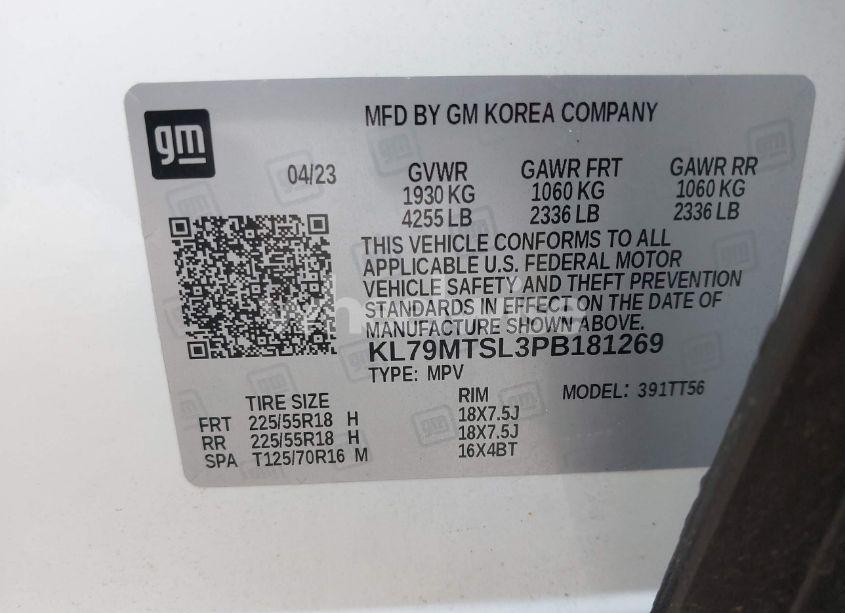 gm
MFD BY GM KOREA COMPANY
04/23
GVWR GAWR FRT GAWR RR
1930 KG 1060 KG 1060 KG
4255 LB 2336 LB 2336 LB
THIS VEHICLE CONFORMS TO ALL
APPLICABLE U.S. FEDERAL MOTOR
VEHICLE SAFETY AND THEFT PREVENTION
STANDARDS IN EFFECT ON THE DATE OF
MANUFACTURE SHOWN ABOVE.
KL79MTSL3PB181269
TYPE: MPV
MODEL: 391TT56
TIRE SIZE RIM
FRT 225/55R18 H 18X7.5J
RR 225/55R18 H 18X7.5J
SPA T125/70R16 M 16X4BT